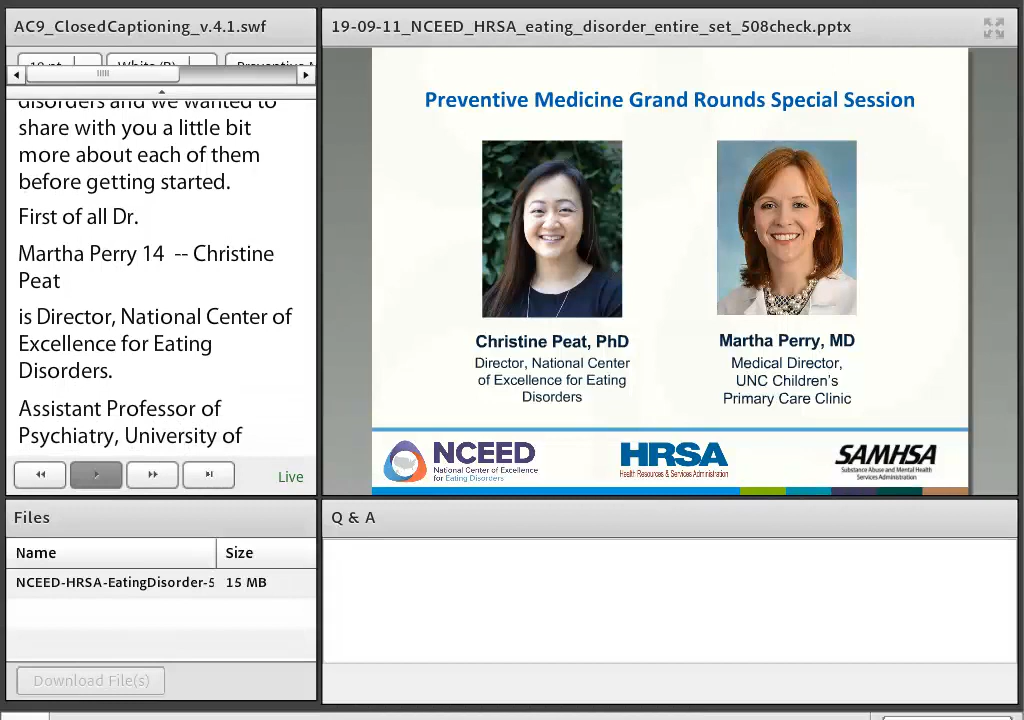 AC9_ClosedCaptioning_v.4.1.swf
disorders and we wanted to
share with you a little bit
more about each of them
before getting started.
First of all Dr.
Martha Perry 14  -- Christine
Peat
is Director, National Center of
Excellence for Eating
Disorders.
Assistant Professor of
Psychiatry, University of
Live
Files
Name Size
NCEED-HRSA-EatingDisorder-5 15 MB
Download File(s)
19-09-11_NCEED_HRSA_eating_disorder_entire_set_508check.pptx
Preventive Medicine Grand Rounds Special Session
Christine Peat, PhD
Director, National Center
of Excellence for Eating
Disorders
Martha Perry, MD
Medical Director,
UNC Children's
Primary Care Clinic
NCEED
National Center of Excellence
for Eating Disorders
HRSA
Health Resources & Services Administration
SAMHSA
Substance Abuse and Mental Health
Services Administration
Q & A